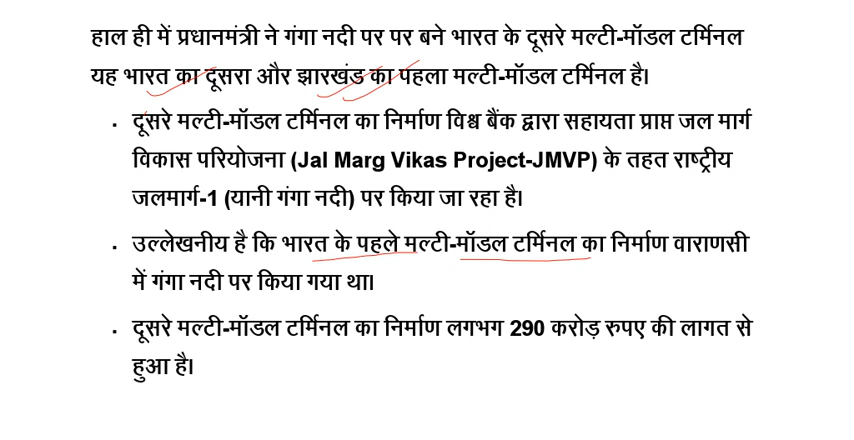 हाल ही में प्रधानमंत्री ने गंगा नदी पर पर बने भारत के दूसरे मल्टी-मॉडल टर्मिनल
यह भारत का दूसरा और झारखंड का पहला मल्टी-मॉडल टर्मिनल है।
• दूसरे मल्टी-मॉडल टर्मिनल का निर्माण विश्व बैंक द्वारा सहायता प्राप्त जल मार्ग
विकास परियोजना (Jal Marg Vikas Project-JMVP) के तहत राष्ट्रीय
जलमार्ग-1 (यानी गंगा नदी) पर किया जा रहा है।
• उल्लेखनीय है कि भारत के पहले मल्टी-मॉडल टर्मिनल का निर्माण वाराणसी
में गंगा नदी पर किया गया था।
• दूसरे मल्टी-मॉडल टर्मिनल का निर्माण लगभग 290 करोड़ रुपए की लागत से
हुआ है।